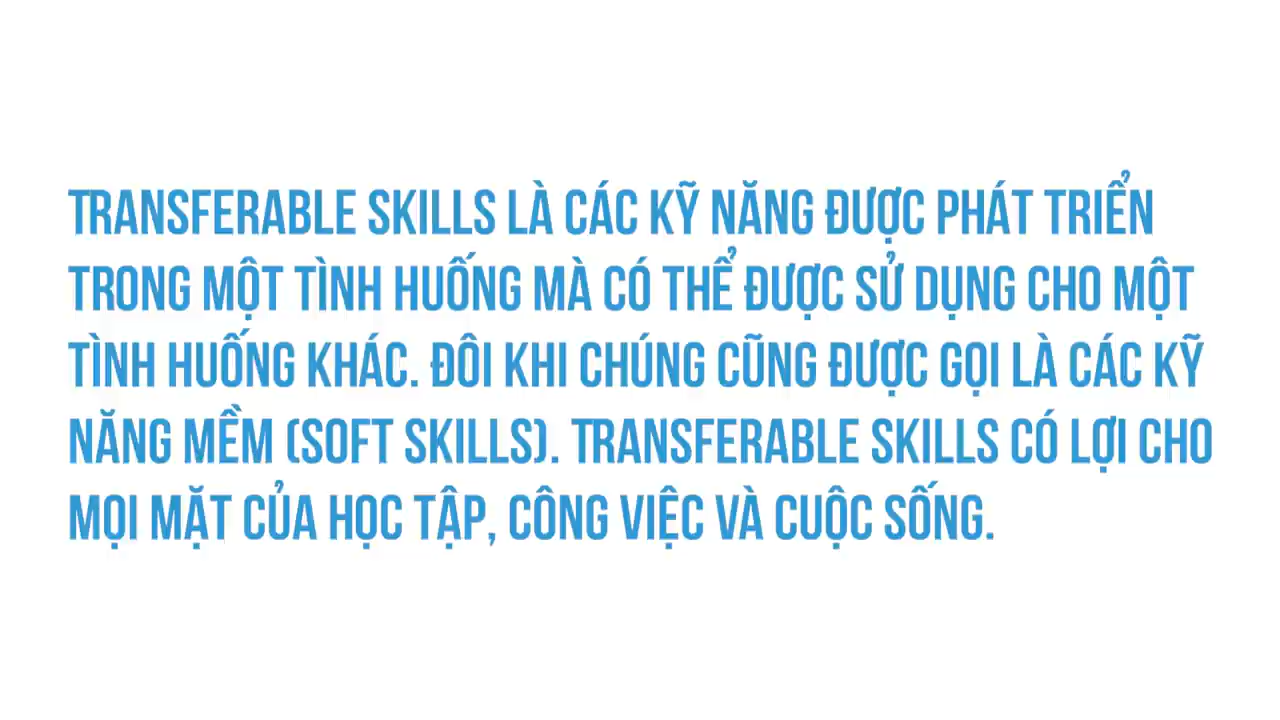 TRANSFERABLE SKILLS LÀ CÁC KỸ NĂNG ĐƯỢC PHÁT TRIỂN
TRONG MỘT TÌNH HUỐNG MÀ CÓ THỂ ĐƯỢC SỬ DỤNG CHO MỘT
TÌNH HUỐNG KHÁC. ĐÔI KHI CHÚNG CŨNG ĐƯỢC GỌI LÀ CÁC KỸ
NĂNG MỀM (SOFT SKILLS). TRANSFERABLE SKILLS CÓ LỢI CHO
MỌI MẶT CỦA HỌC TẬP, CÔNG VIỆC VÀ CUỘC SỐNG.